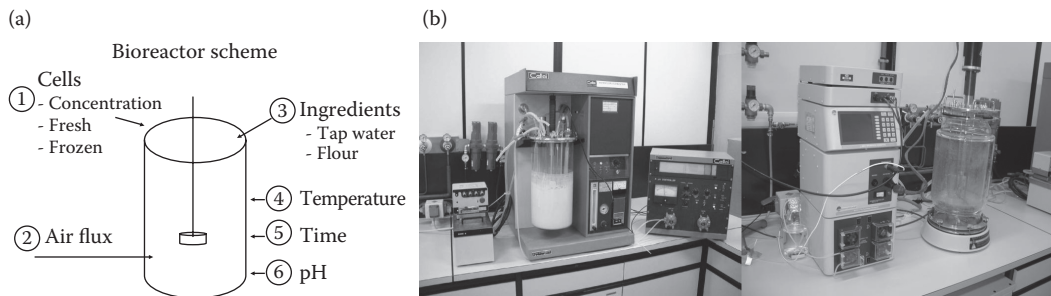 (a)
Bioreactor scheme
① Cells
- Concentration
- Fresh
- Frozen
③ Ingredients
- Tap water
- Flour
④ Temperature
② Air flux
⑤ Time
⑥ pH
(b)